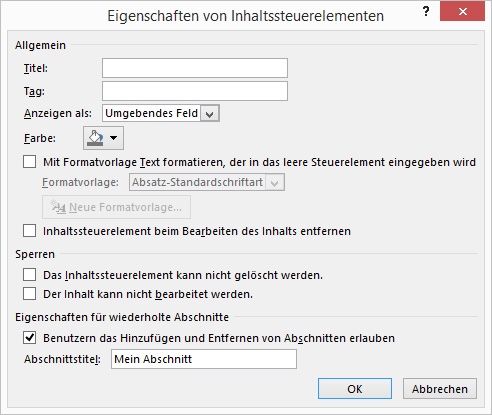 Eigenschaften von Inhaltssteuerelementen ? ×
Allgemein
Titel:
Tag:
Anzeigen als: Umgebendes Feld
Farbe:
Mit Formatvorlage Text formatieren, der in das leere Steuerelement eingegeben wird
Formatvorlage: Absatz-Standardschriftart
Neue Formatvorlage...
Inhaltssteuerelement beim Bearbeiten des Inhalts entfernen
Sperren
Das Inhaltssteuerelement kann nicht gelöscht werden.
Der Inhalt kann nicht bearbeitet werden.
Eigenschaften für wiederholte Abschnitte
Benutzern das Hinzufügen und Entfernen von Abschnitten erlauben
Abschnittstitel: Mein Abschnitt
OK Abbrechen